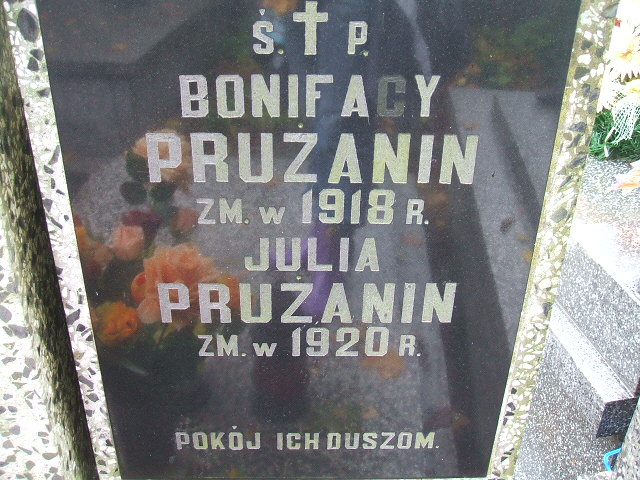 Ś. P.
BONIFACY
PRUŻANIN
ZM. W 1918 R.
JULIA
PRUŻANIN
ZM. W 1920 R.
POKÓJ ICH DUSZOM.